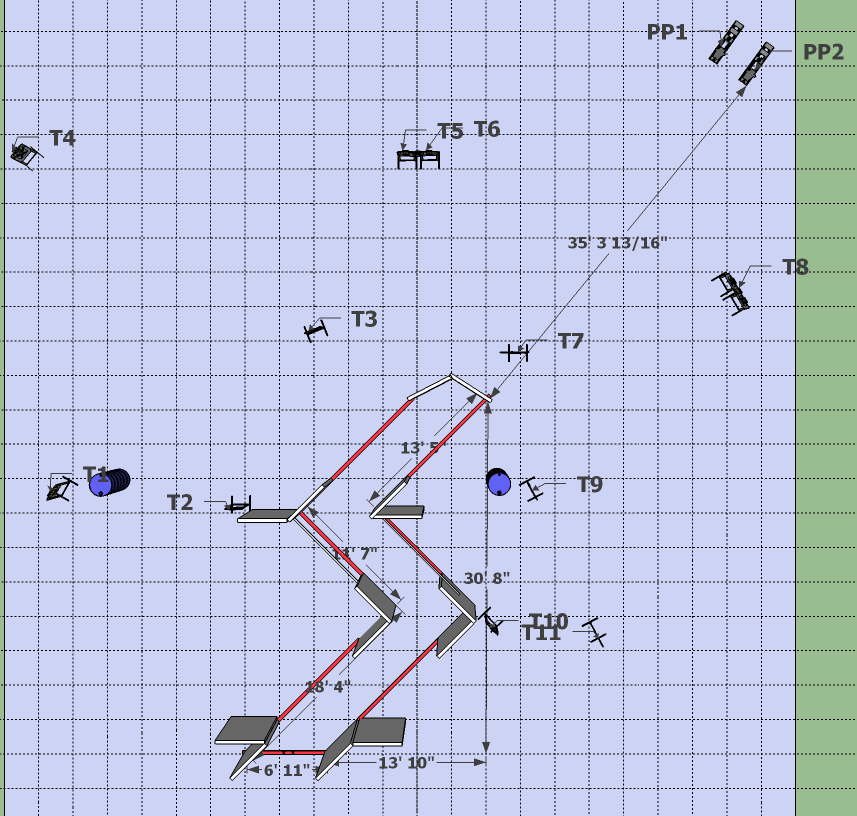 PP1
PP2
T4
T5
T6
35' 3 13/16"
T8
T3
T7
13' 5"
T1
T2
T9
11' 7"
30' 8"
T10
T11
18' 4"
6' 11"
13' 10"